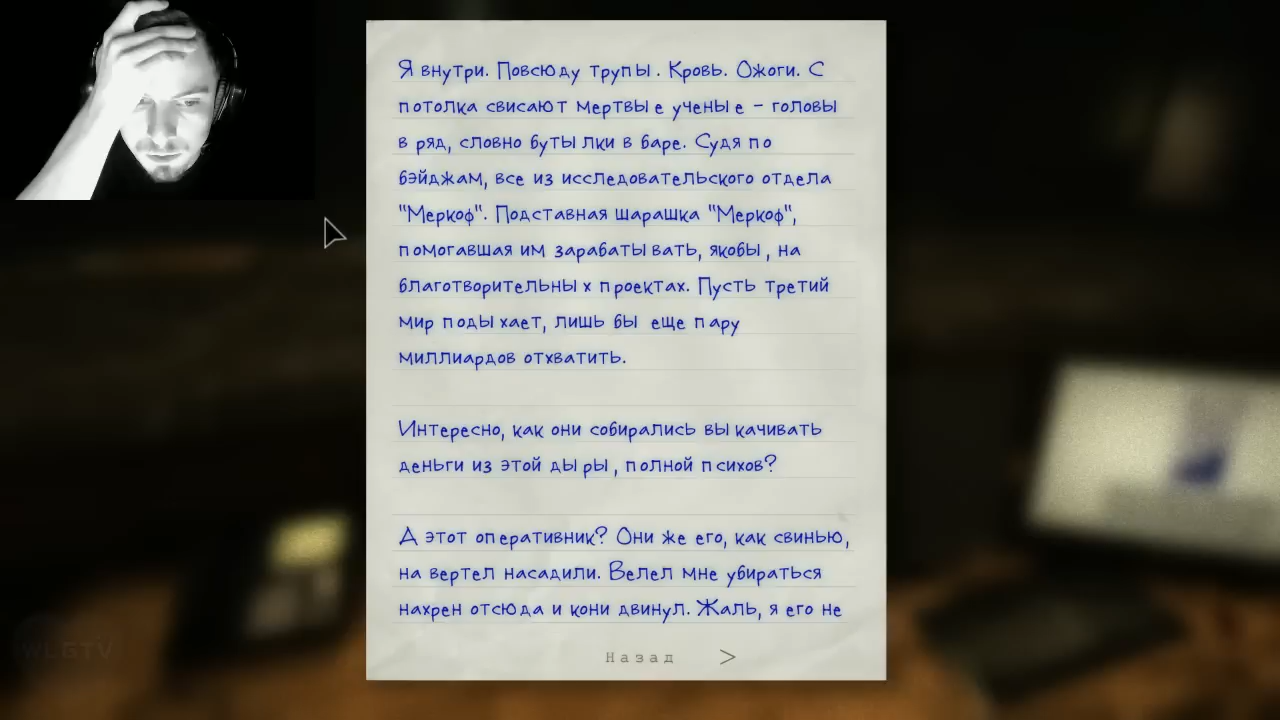 Я внутри. Повсюду трупы. Кровь. Ожоги. С
потолка свисают мертвые ученые - головы
в ряд, словно бутылки в баре. Судя по
бэйджам, все из исследовательского отдела
"Меркоф". Подставная шарашка "Меркоф",
помогавшая им зарабатывать, якобы, на
благотворительных проектах. Пусть третий
мир подыхает, лишь бы еще пару
миллиардов отхватить.
Интересно, как они собирались выкачивать
деньги из этой дыры, полной психов?
А этот оперативник? Они же его, как свинью,
на вертел насадили. Велел мне убираться
нахрен отсюда и кони двинул. Жаль, я его не
WLGTV
Назад >